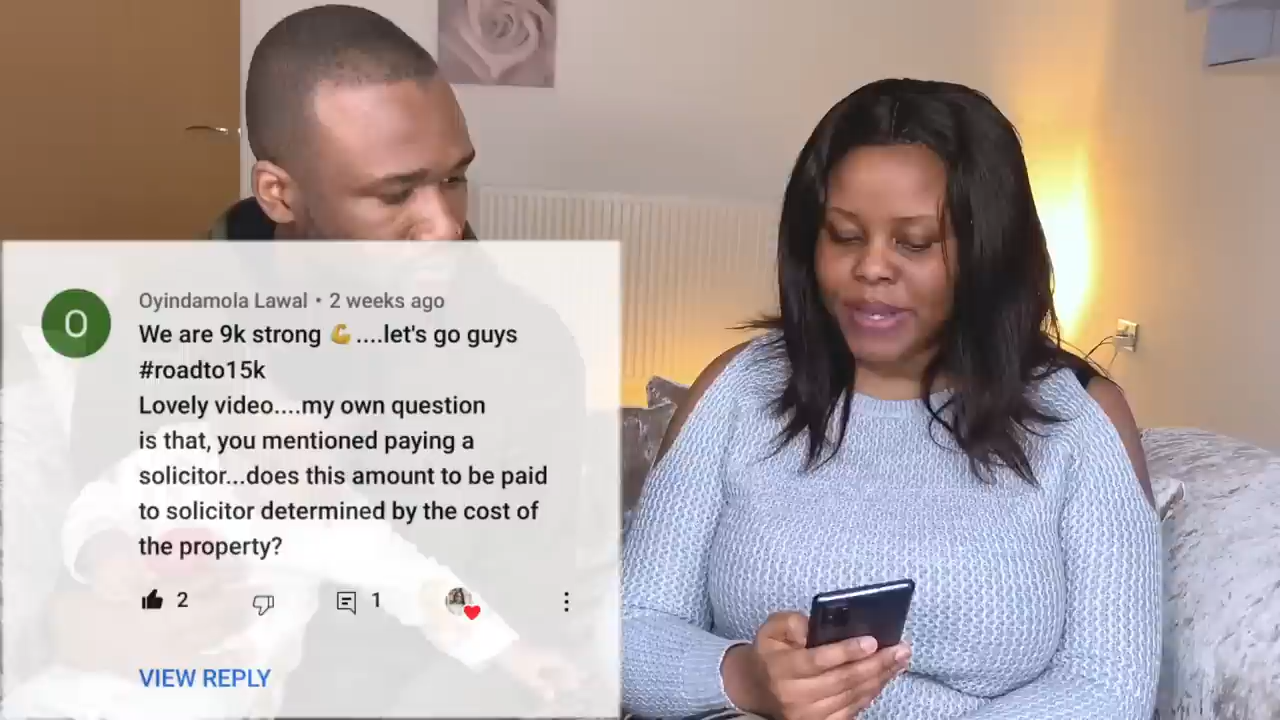 O
Oyindamola Lawal • 2 weeks ago
We are 9k strong 💪....let's go guys
#roadto15k
Lovely video....my own question
is that, you mentioned paying a
solicitor...does this amount to be paid
to solicitor determined by the cost of
the property?
2
1
VIEW REPLY